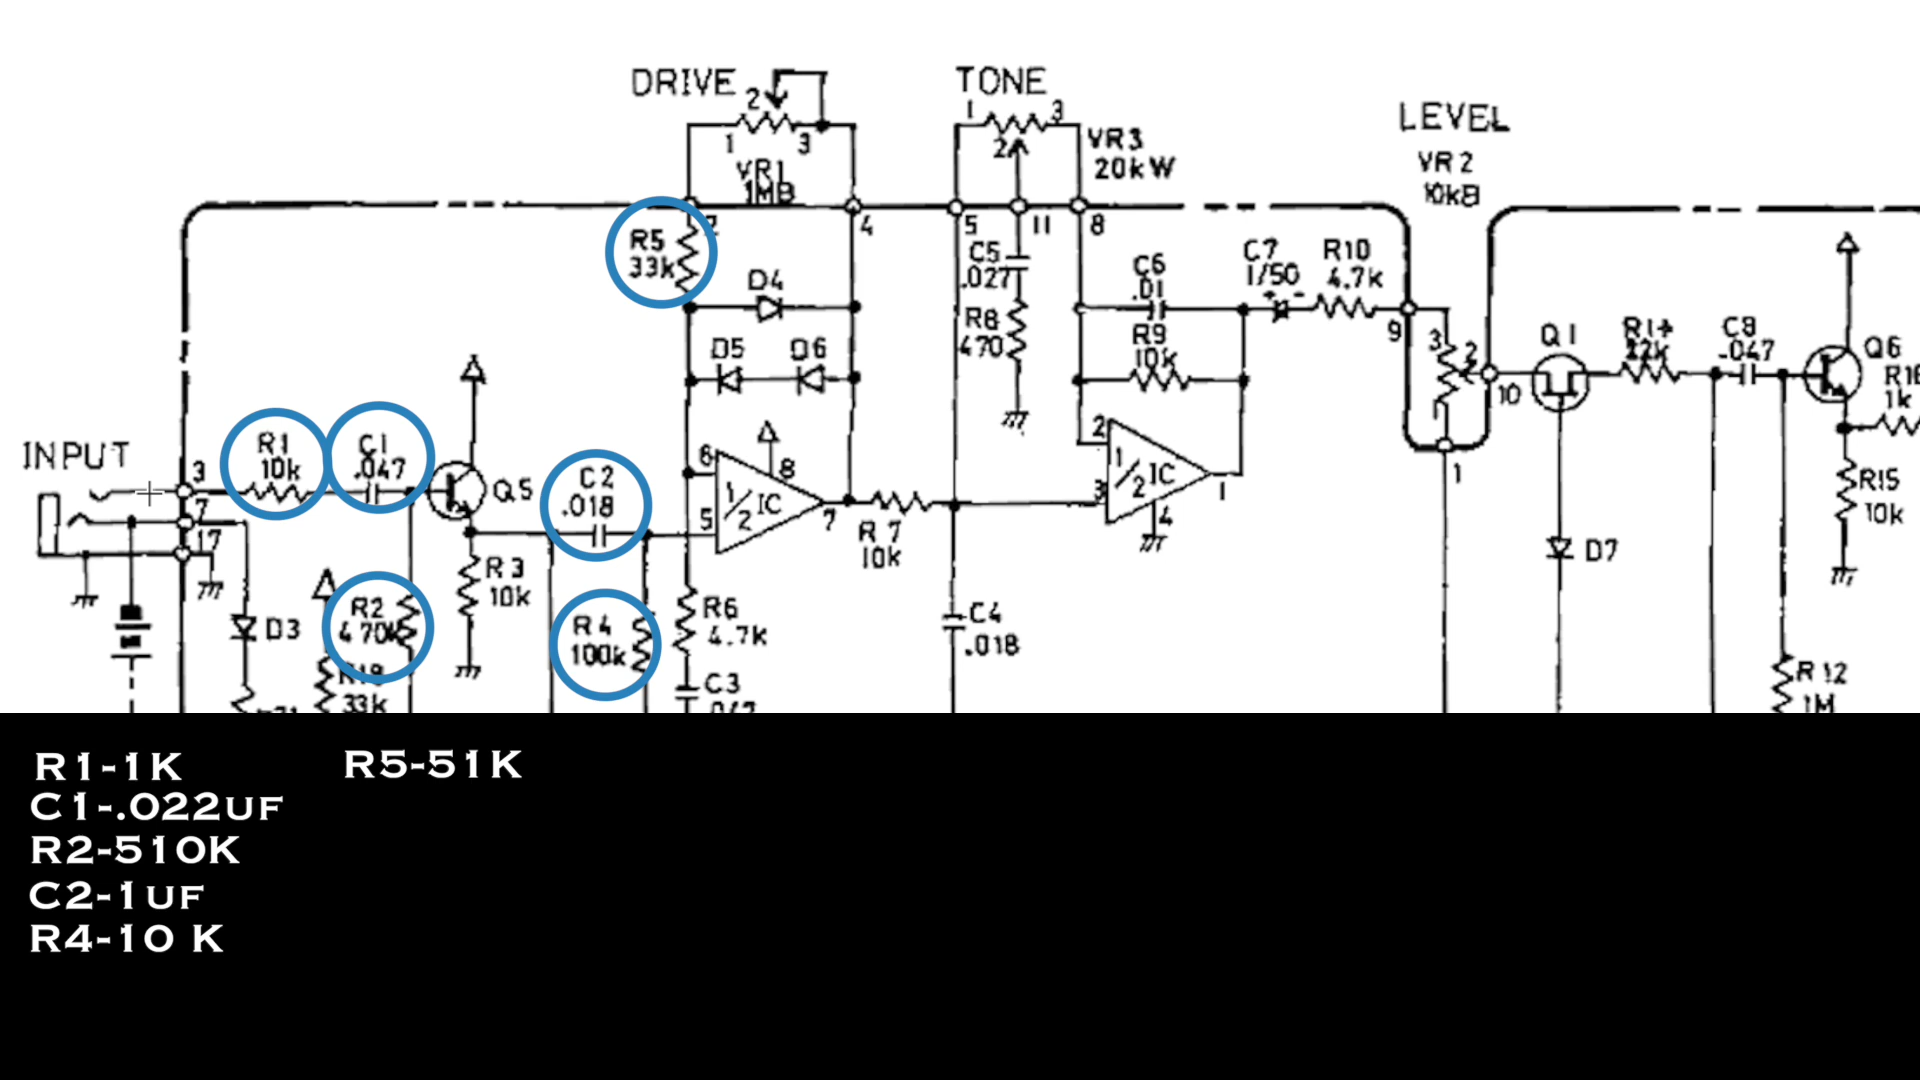 DRIVE
2
1 3
VR1
1MB
TONE
1 3
2
VR3
20kW
LEVEL
VR2
10kB
2 4 5 11 8
R5
33k
D4
D5 D6
C5
.027
R8
470
C6
.01
R9
10k
C7
1/50
+ -
R10
4.7k
9
3 2
1
10
1
Q1
C8
.047
Q6
1k
R15
10k
D7
R12
1M
INPUT
3
7
17
R1
10k
C1
.047
Q5
C2
.018
6
5
8
1/2 IC
7
R7
10k
2
3
1/2 IC
1
4
R3
10k
R2
470k
R4
100k
R6
4.7k
C3
C4
.018
D3
33k
R1-1K
C1-.022UF
R2-510K
C2-1UF
R4-10 K
R5-51K